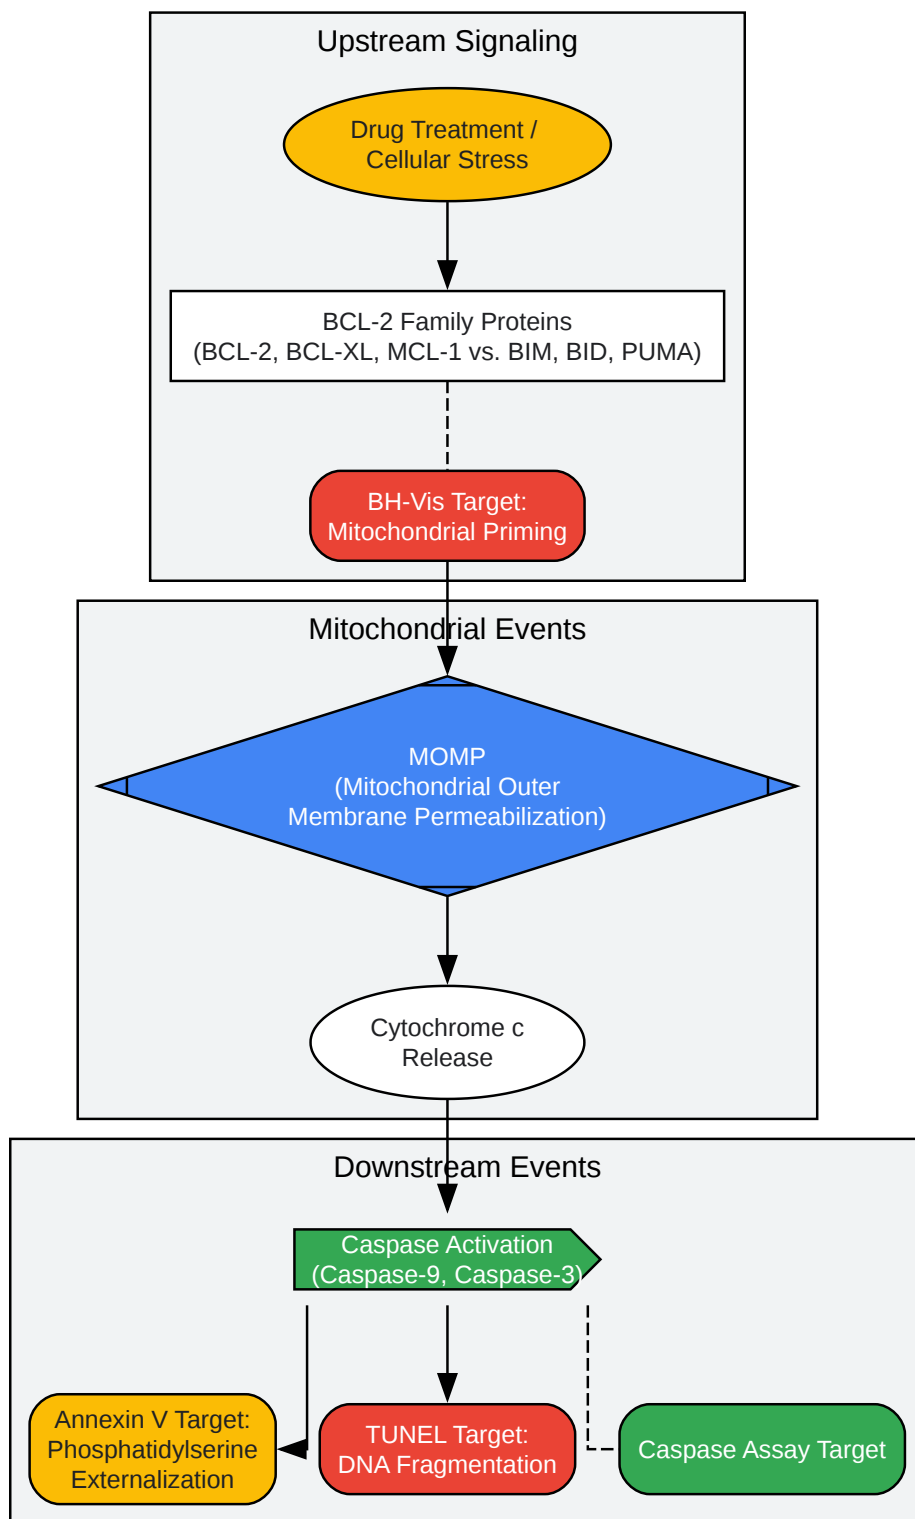 Upstream Signaling
Drug Treatment /
Cellular Stress
BCL-2 Family Proteins
(BCL-2, BCL-XL, MCL-1 vs. BIM, BID, PUMA)
BH-Vis Target:
Mitochondrial Priming
Mitochondrial Events
MOMP
(Mitochondrial Outer
Membrane Permeabilization)
Cytochrome c
Release
Downstream Events
Caspase Activation
(Caspase-9, Caspase-3)
Annexin V Target:
Phosphatidylserine
Externalization
TUNEL Target:
DNA Fragmentation
Caspase Assay Target